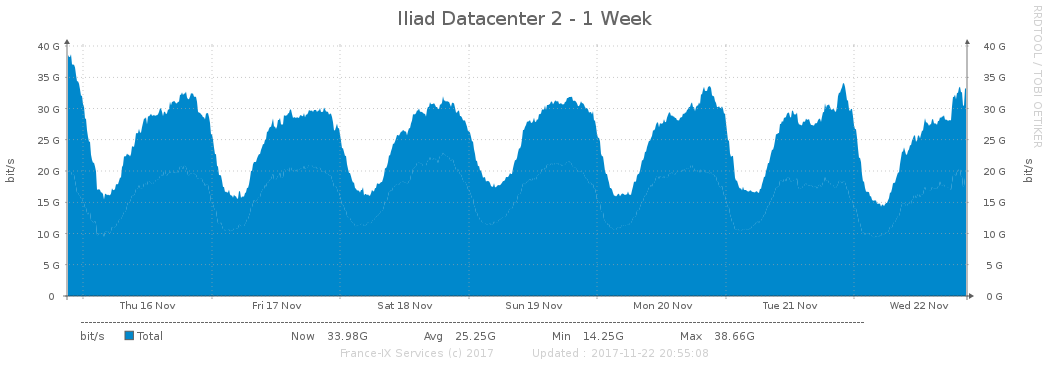 Iliad Datacenter 2 - 1 Week
RRDTOOL / TOBI OETIKER
bit/s
40 G
35 G
30 G
25 G
20 G
15 G
10 G
5 G
0
40 G
35 G
30 G
25 G
20 G
15 G
10 G
5 G
0 G
bit/s
Thu 16 Nov Fri 17 Nov Sat 18 Nov Sun 19 Nov Mon 20 Nov Tue 21 Nov Wed 22 Nov
bit/s Total Now 33.98G Avg 25.25G Min 14.25G Max 38.66G
France-IX Services (c) 2017 Updated : 2017-11-22 20:55:08